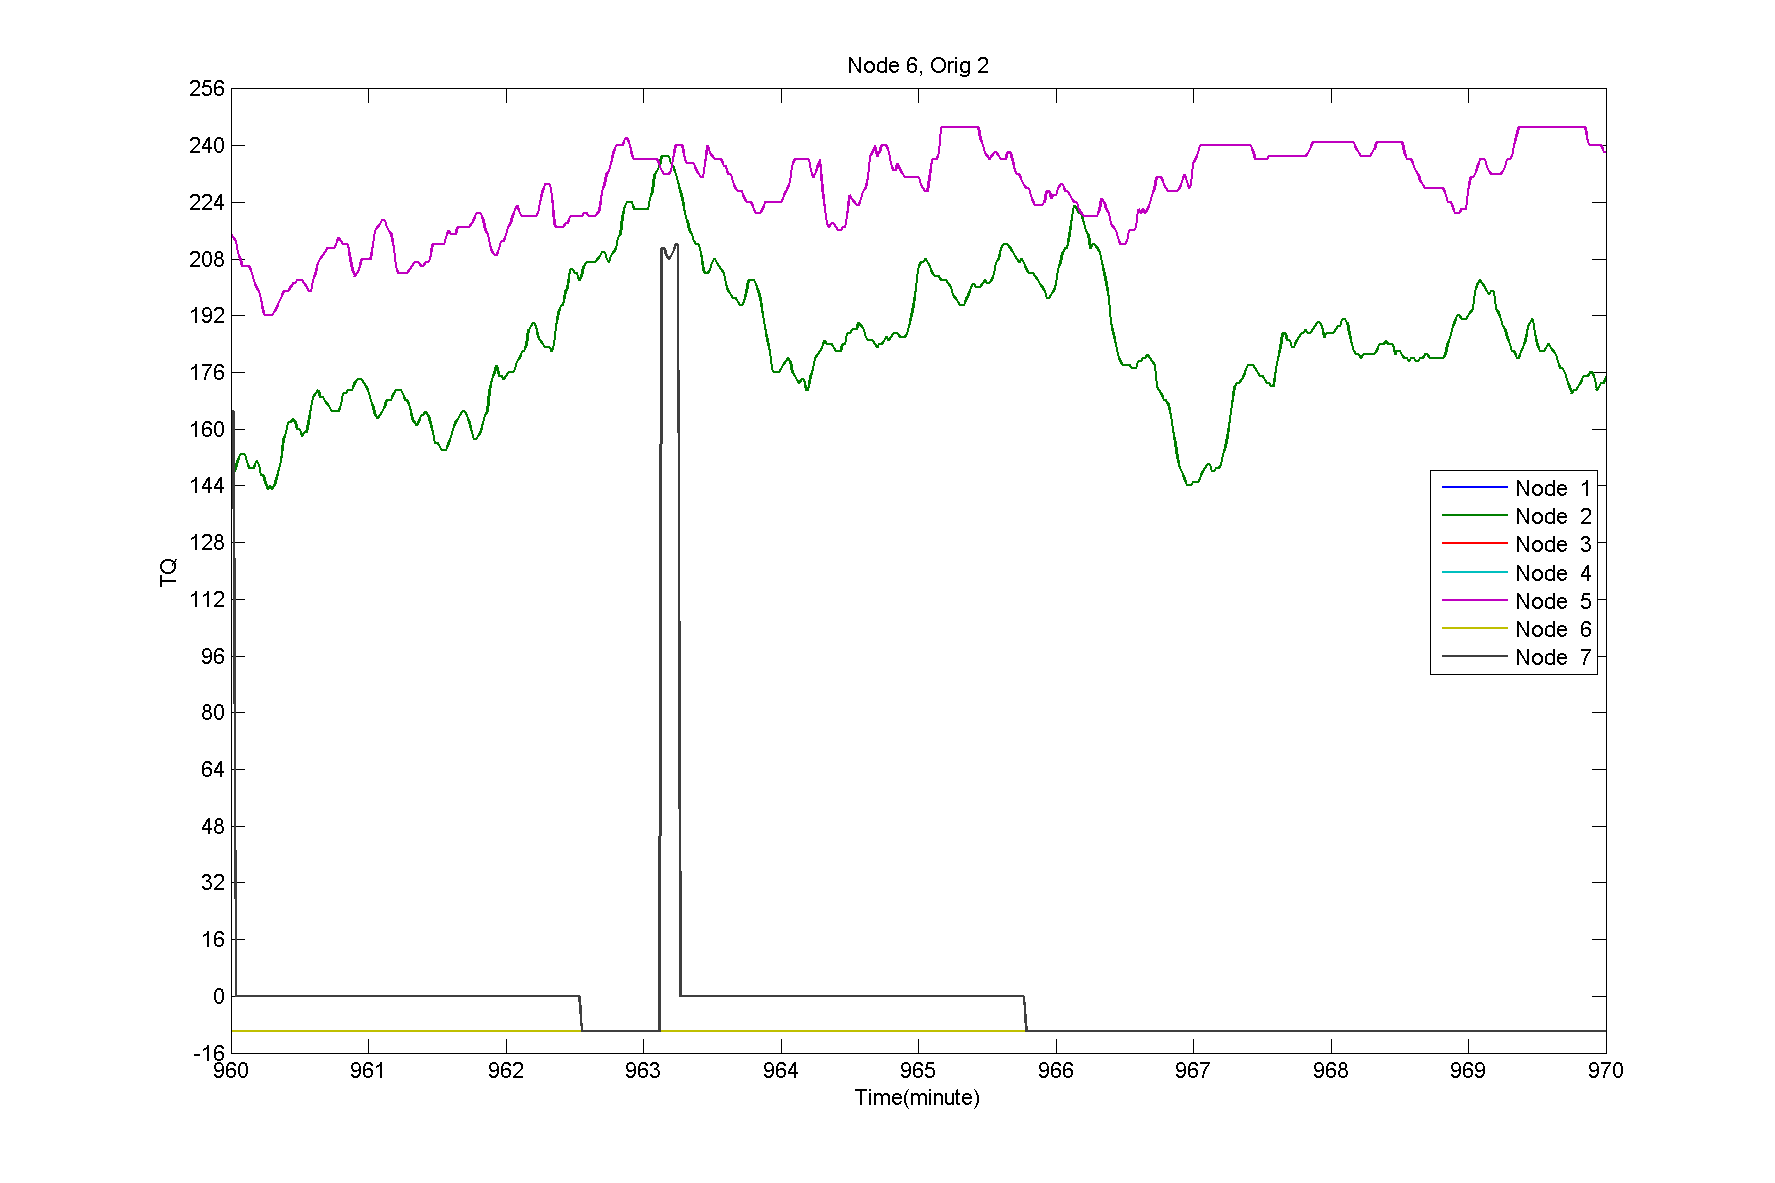 Node 6, Orig 2
256
240
224
208
192
176
160
144
128
112
96
80
64
48
32
16
0
-16
TQ
Node 1
Node 2
Node 3
Node 4
Node 5
Node 6
Node 7
960 961 962 963 964 965 966 967 968 969 970
Time(minute)